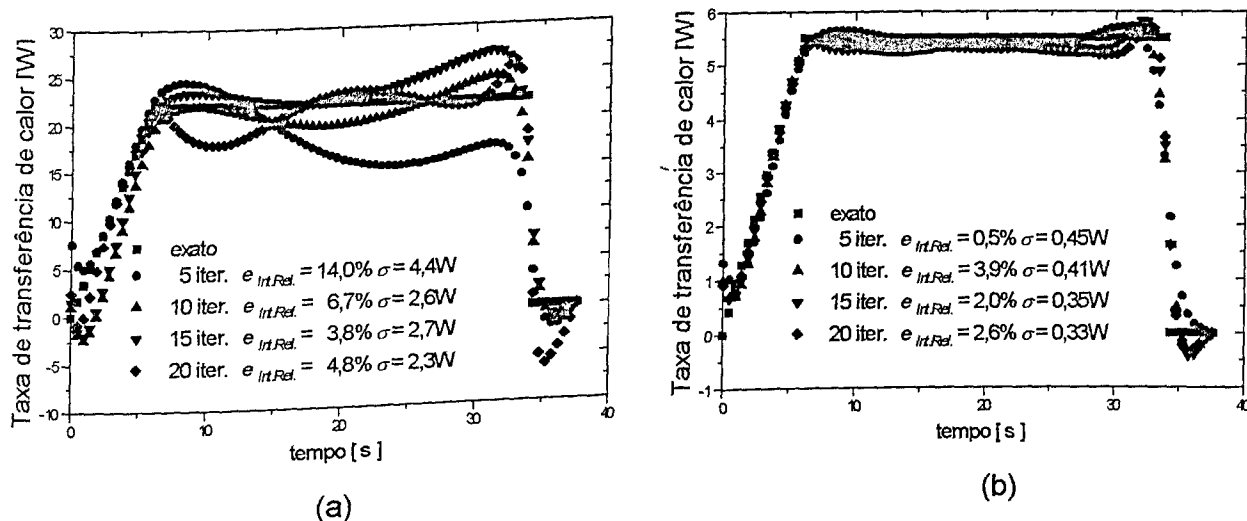 Taxa de transferência de calor [W]
30
25
20
15
10
5
0
-5
-10
exato
5 iter. e Int.Rel. = 14,0% σ = 4,4W
10 iter. e Int.Rel. = 6,7% σ = 2,6W
15 iter. e Int.Rel. = 3,8% σ = 2,7W
20 iter. e Int.Rel. = 4,8% σ = 2,3W
0 10 20 30 40
tempo [ s ]
(a)
Taxa de transferência de calor [W]
6
5
4
3
2
1
0
-1
exato
5 iter. e Int.Rel. = 0,5% σ = 0,45W
10 iter. e Int.Rel. = 3,9% σ = 0,41W
15 iter. e Int.Rel. = 2,0% σ = 0,35W
20 iter. e Int.Rel. = 2,6% σ = 0,33W
0 10 20 30 40
tempo [ s ]
(b)